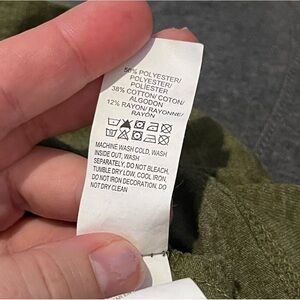 50% POLYESTER/
POLYESTER/
POLIÉSTER
38% COTTON/ COTON/
ALGODON
12% RAYON/ RAYONNE/
RAYON
MACHINE WASH COLD, WASH
INSIDE OUT, WASH
SEPARATELY, DO NOT BLEACH,
TUMBLE DRY LOW, COOL IRON,
DO NOT IRON DECORATION, DO
NOT DRY CLEAN